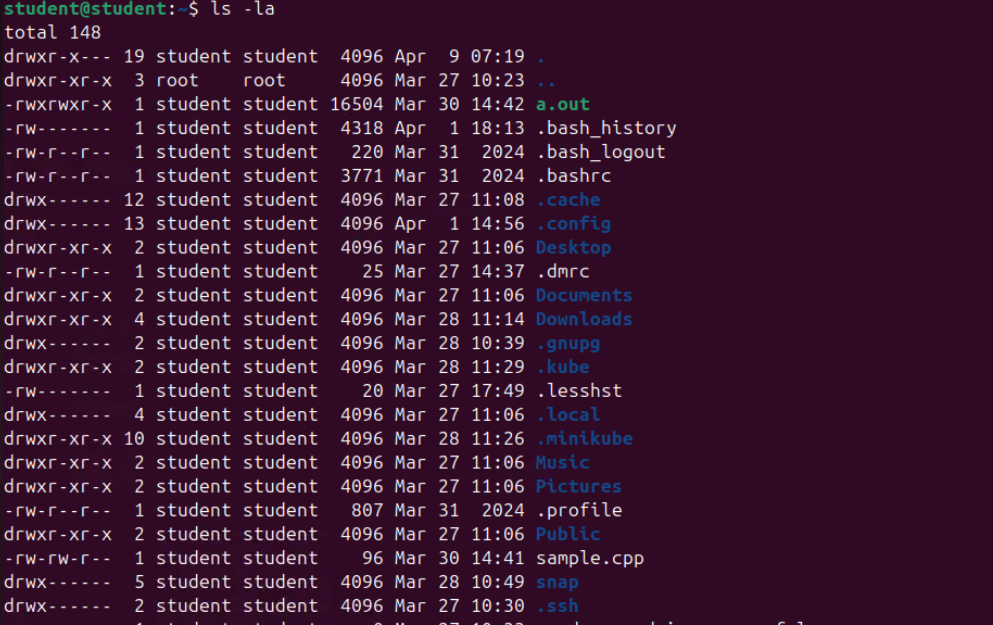 student@student:~$ ls -la
total 148
drwxr-x--- 19 student student  4096 Apr  9 07:19 .
drwxr-xr-x  3 root    root     4096 Mar 27 10:23 ..
-rwxrwxr-x  1 student student 16504 Mar 30 14:42 a.out
-rw-------  1 student student  4318 Apr  1 18:13 .bash_history
-rw-r--r--  1 student student   220 Mar 31  2024 .bash_logout
-rw-r--r--  1 student student  3771 Mar 31  2024 .bashrc
drwx------ 12 student student  4096 Mar 27 11:08 .cache
drwx------ 13 student student  4096 Apr  1 14:56 .config
drwxr-xr-x  2 student student  4096 Mar 27 11:06 Desktop
-rw-r--r--  1 student student    25 Mar 27 14:37 .dmrc
drwxr-xr-x  2 student student  4096 Mar 27 11:06 Documents
drwxr-xr-x  4 student student  4096 Mar 28 11:14 Downloads
drwx------  2 student student  4096 Mar 28 10:39 .gnupg
drwxr-xr-x  2 student student  4096 Mar 28 11:29 .kube
-rw-------  1 student student    20 Mar 27 17:49 .lesshst
drwx------  4 student student  4096 Mar 27 11:06 .local
drwxr-xr-x 10 student student  4096 Mar 28 11:26 .minikube
drwxr-xr-x  2 student student  4096 Mar 27 11:06 Music
drwxr-xr-x  2 student student  4096 Mar 27 11:06 Pictures
-rw-r--r--  1 student student   807 Mar 31  2024 .profile
drwxr-xr-x  2 student student  4096 Mar 27 11:06 Public
-rw-rw-r--  1 student student    96 Mar 30 14:41 sample.cpp
drwx------  5 student student  4096 Mar 28 10:49 snap
drwx------  2 student student  4096 Mar 27 10:30 .ssh